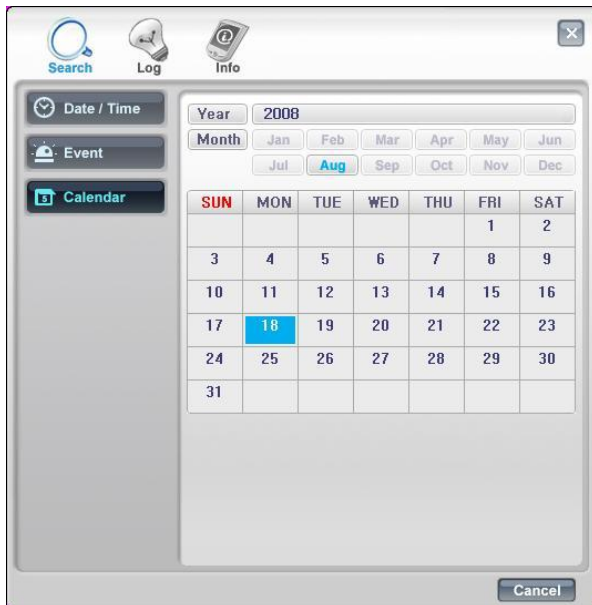 Search Log Info
Date / Time
Event
5 Calendar
Year 2008
Month Jan Feb Mar Apr May Jun
Jul Aug Sep Oct Nov Dec
SUN MON TUE WED THU FRI SAT
1 2
3 4 5 6 7 8 9
10 11 12 13 14 15 16
17 18 19 20 21 22 23
24 25 26 27 28 29 30
31
Cancel